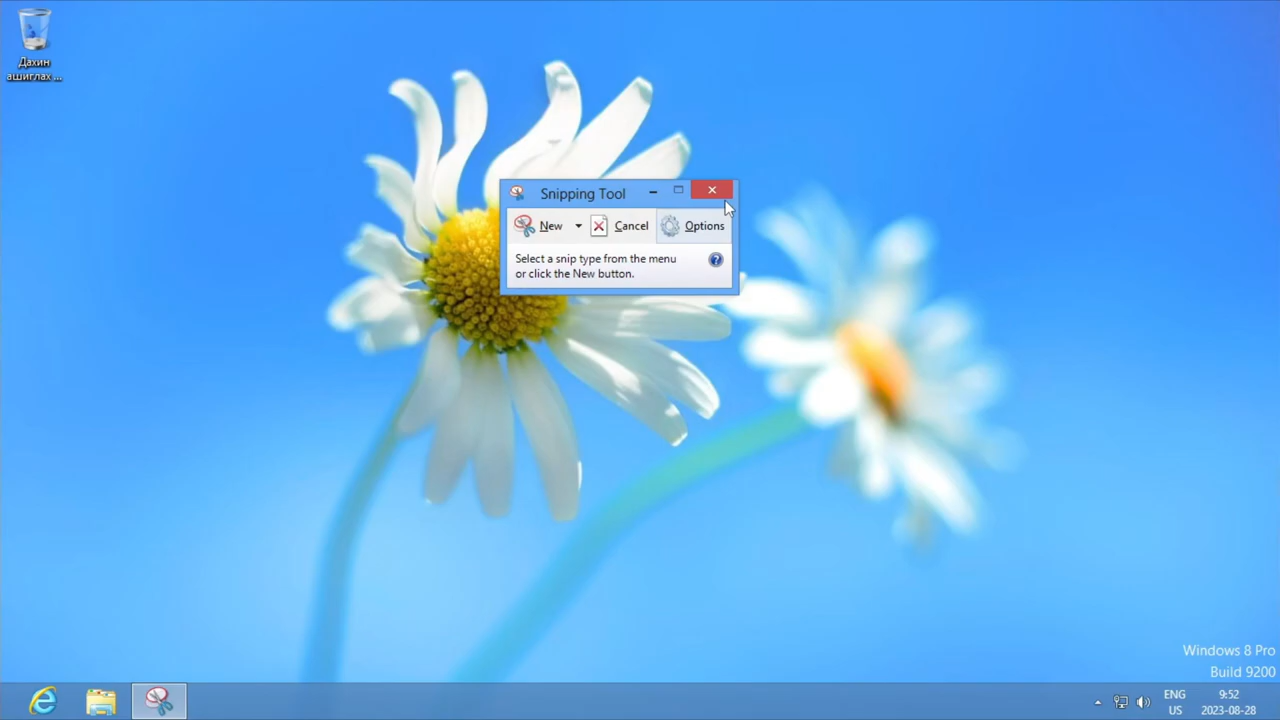 Дахин
ашиглах ...
Snipping Tool
New
Cancel
Options
Select a snip type from the menu
or click the New button.
Windows 8 Pro
Build 9200
ENG
US
9:52
2023-08-28